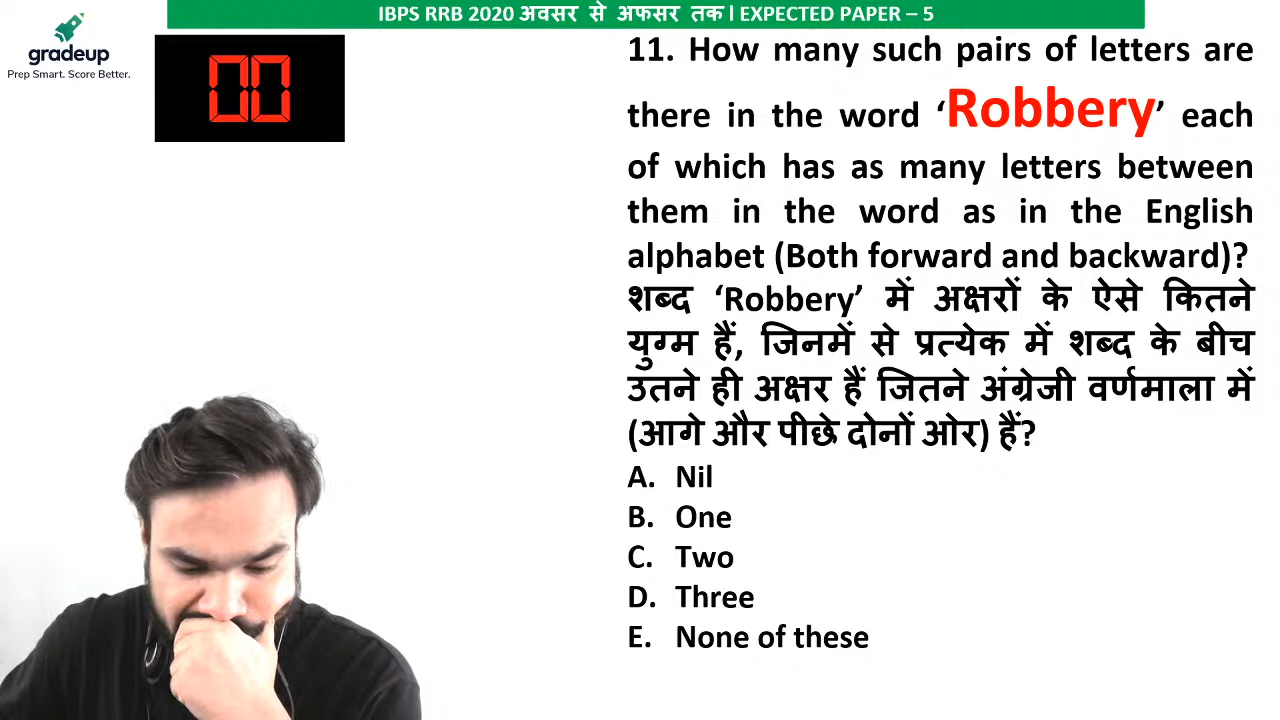 IBPS RRB 2020 अवसर से अफसर तक। EXPECTED PAPER – 5
gradeup
Prep Smart. Score Better.
00
11. How many such pairs of letters are
there in the word ‘Robbery’ each
of which has as many letters between
them in the word as in the English
alphabet (Both forward and backward)?
शब्द ‘Robbery’ में अक्षरों के ऐसे कितने
युग्म हैं, जिनमें से प्रत्येक में शब्द के बीच
उतने ही अक्षर हैं जितने अंग्रेजी वर्णमाला में
(आगे और पीछे दोनों ओर) हैं?
A. Nil
B. One
C. Two
D. Three
E. None of these